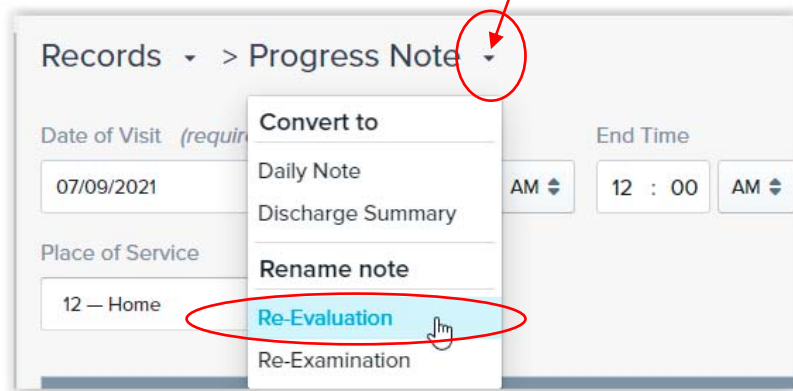 Records > Progress Note
Convert to
Date of Visit (requir
End Time
Daily Note
07/09/2021
AM
12 : 00
AM
Discharge Summary
Place of Service
Rename note
12 — Home
Re-Evaluation
Re-Examination